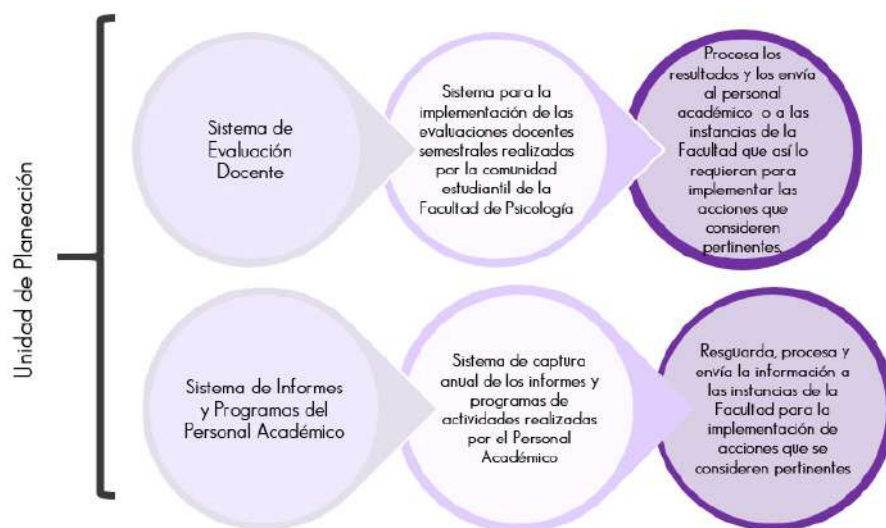 Unidad de Planeación
Sistema de
Evaluación
Docente
Sistema para la
implementación de las
evaluaciones docentes
semestrales realizadas
por la comunidad
estudiantil de la
Facultad de Psicología
Procesa los
resultados y los envía
al personal
académico o a las
instancias de la
Facultad que así lo
requieran para
implementar las
acciones que
consideren
pertinentes.
Sistema de Informes
y Programas del
Personal Académico
Sistema de captura
anual de los informes y
programas de
actividades realizadas
por el Personal
Académico
Resguarda, procesa y
envía la información a
las instancias de la
Facultad para la
implementación de
acciones que se
consideren pertinentes